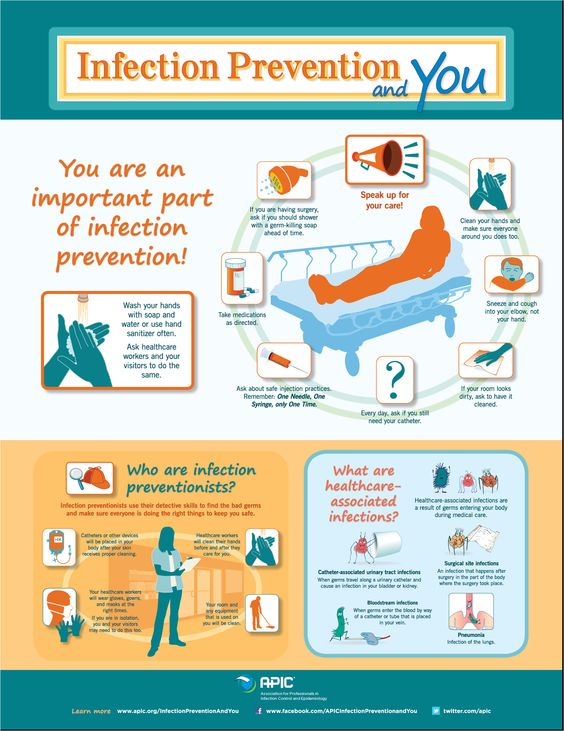 Infection Prevention
and You
You are an
important part
of infection
prevention!
Wash your hands
with soap and
water or use hand
sanitizer often.
Ask healthcare
workers and your
visitors to do the
same.
Speak up for
your care!
If you are having surgery,
ask if you should shower
with a germ-killing soap
ahead of time.
Clean your hands and
make sure everyone
around you does too.
Take medications
as directed.
Sneeze and cough
into your elbow, not
your hand.
Ask about safe injection practices.
Remember: One Needle, One
Syringe, only One Time.
?
Every day, ask if you still
need your catheter.
If your room looks
dirty, ask to have it
cleaned.
Who are infection
preventionists?
Infection preventionists use their detective skills to find the bad germs
and make sure everyone is doing the right things to keep you safe.
Catheters or other devices
will be placed in your
body after your skin
receives proper cleaning.
Healthcare workers
will clean their hands
before and after they
care for you.
Your healthcare workers
will wear gloves, gowns,
and masks at the
right times.
If you are in isolation,
you and your visitors
may need to do this too.
Your room and
any equipment
that is used on
you will be clean.
What are
healthcare-
associated
infections?
Healthcare-associated infections are
a result of germs entering your body
during medical care.
Catheter-associated urinary tract infections
When germs travel along a urinary catheter and
cause an infection in your bladder or kidney.
Surgical site infections
An infection that happens after
surgery in the part of the body
where the surgery took place.
Bloodstream infections
When germs enter the blood by way
of a catheter or tube that is placed
in your vein.
Pneumonia
Infection of the lungs.
APIC
Association for Professionals in
Infection Control and Epidemiology
Learn more www.apic.org/InfectionPreventionAndYou f www.facebook.com/APICInfectionPreventionandYou twitter.com/apic